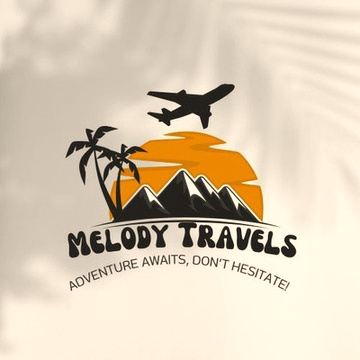 MELODY TRAVELS
ADVENTURE AWAITS, DON'T HESITATE!